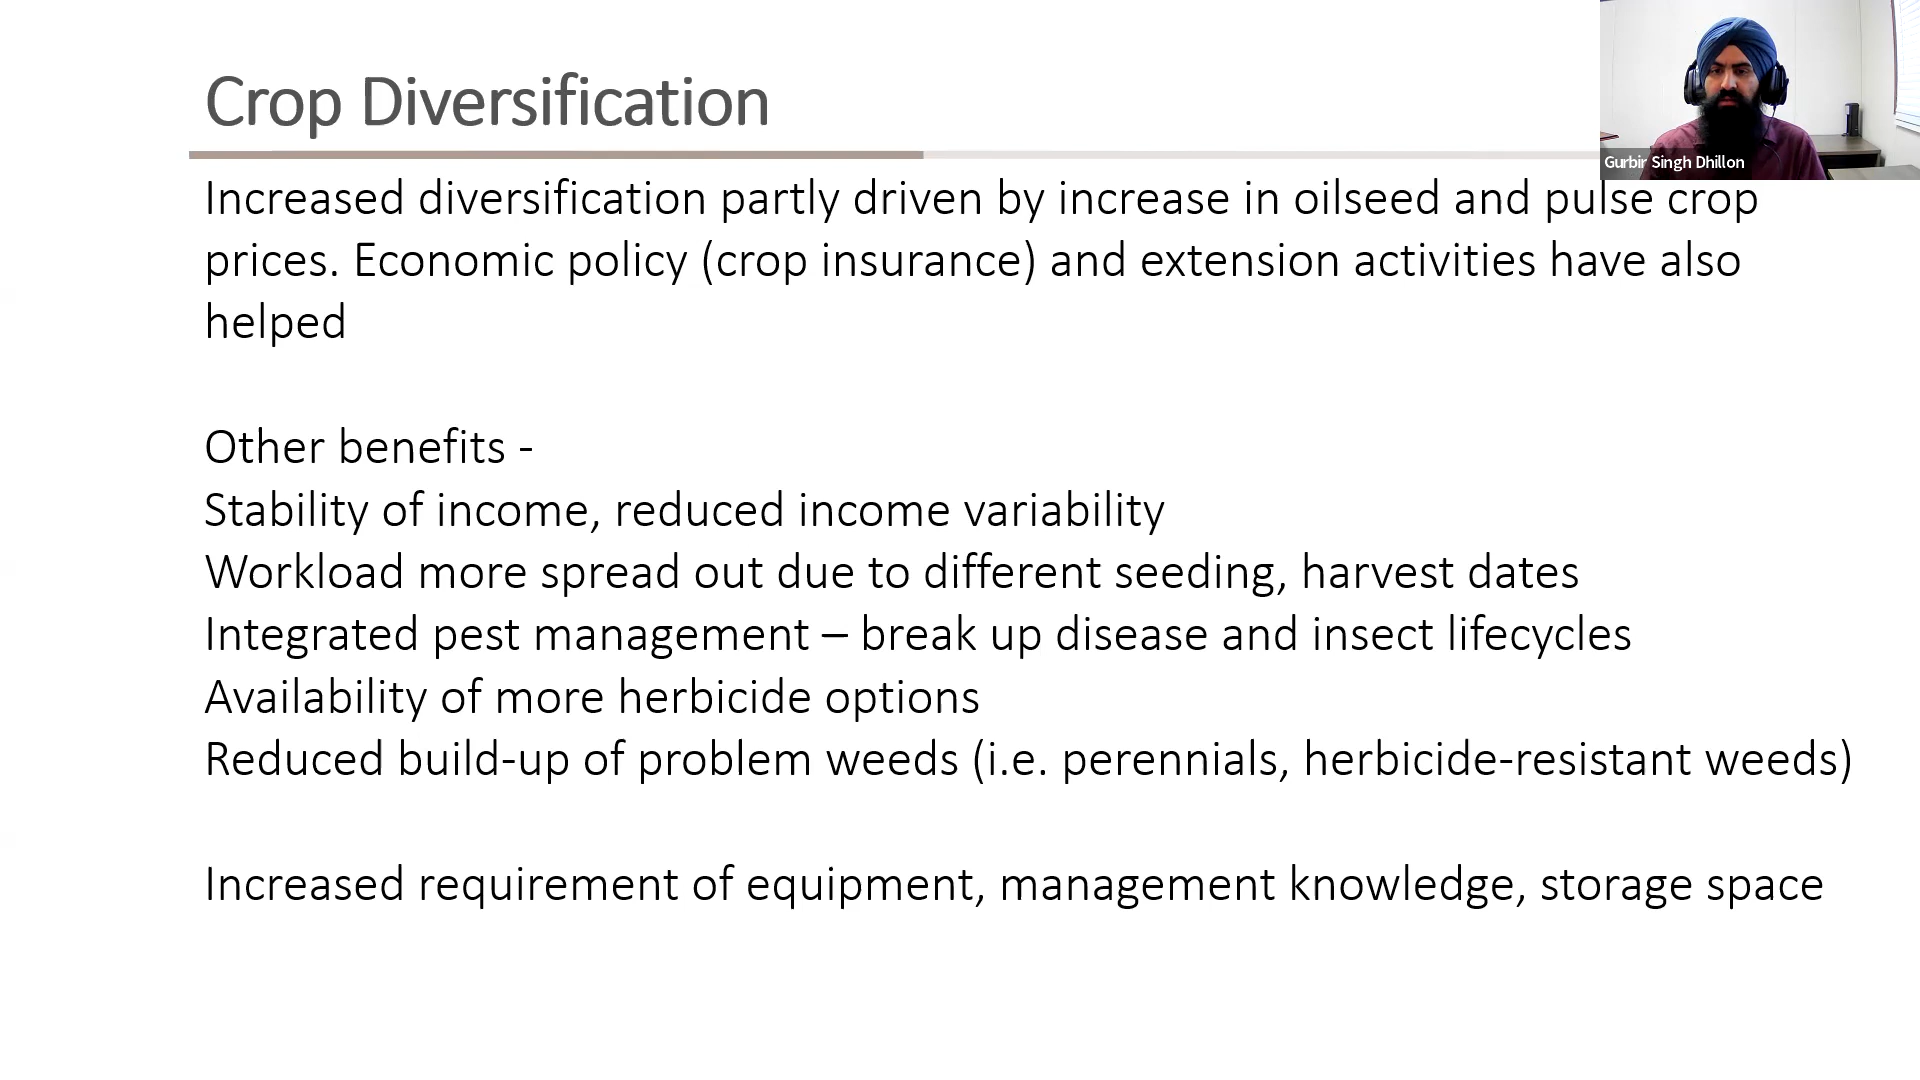 Crop Diversification
Gurbir Singh Dhillon
Increased diversification partly driven by increase in oilseed and pulse crop
prices. Economic policy (crop insurance) and extension activities have also
helped
Other benefits -
Stability of income, reduced income variability
Workload more spread out due to different seeding, harvest dates
Integrated pest management – break up disease and insect lifecycles
Availability of more herbicide options
Reduced build-up of problem weeds (i.e. perennials, herbicide-resistant weeds)
Increased requirement of equipment, management knowledge, storage space